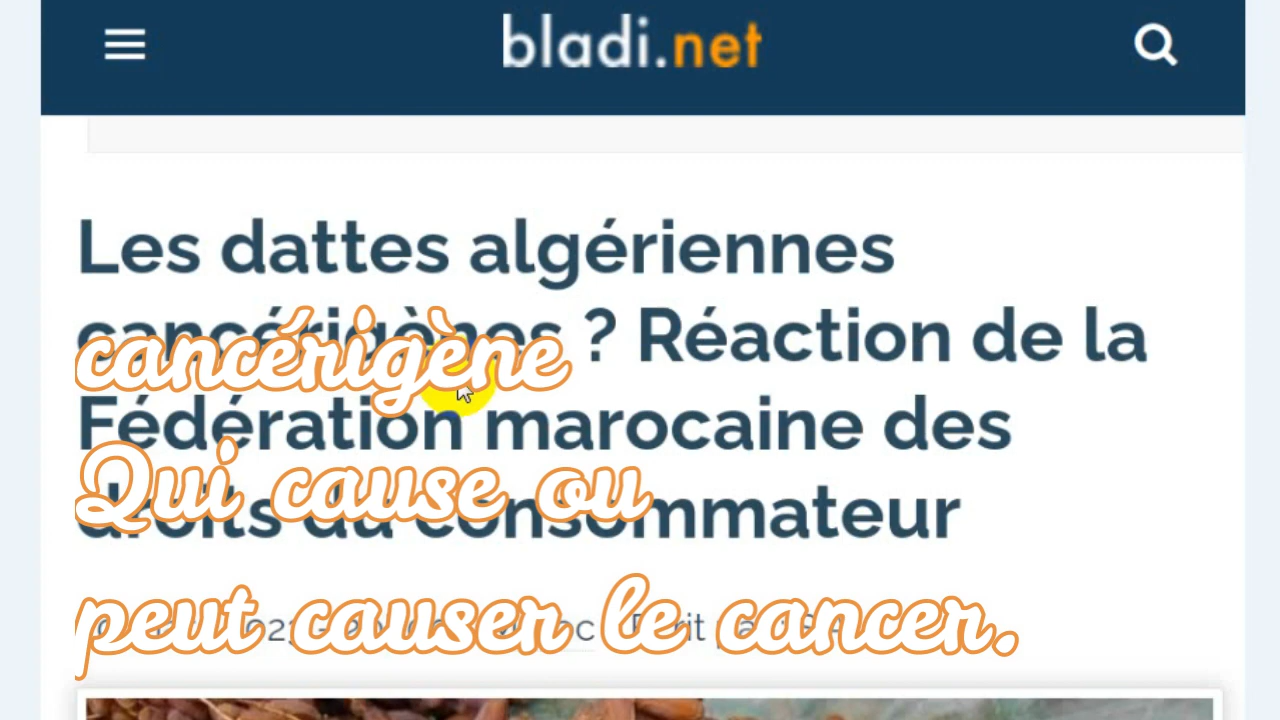 bladi.net
Les dattes algériennes
cancérigènes ? Réaction de la
cancérigène
Fédération marocaine des
Qui cause ou
droits du consommateur
peut causer le cancer.